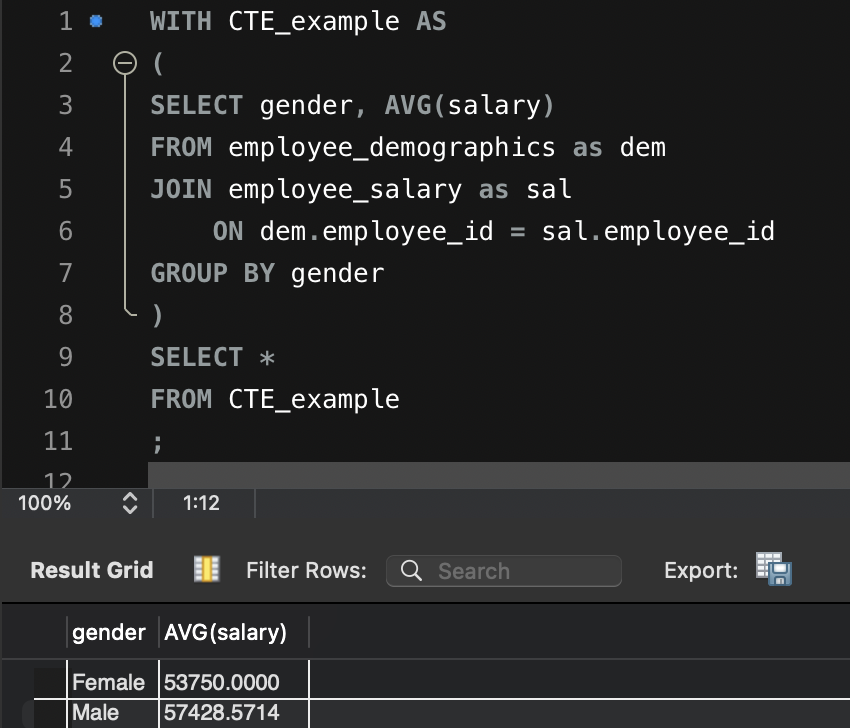 1 WITH CTE_example AS
2 (
3 SELECT gender, AVG(salary)
4 FROM employee_demographics as dem
5 JOIN employee_salary as sal
6 ON dem.employee_id = sal.employee_id
7 GROUP BY gender
8 )
9 SELECT *
10 FROM CTE_example
11 ;
12
100% 1:12
Result Grid Filter Rows: Search Export:
gender AVG(salary)
Female 53750.0000
Male 57428.5714